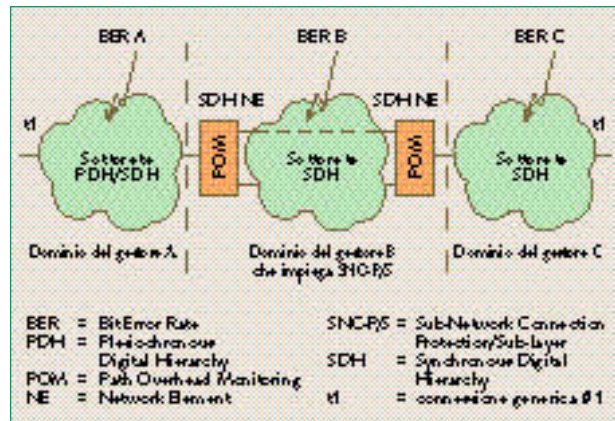 BER A
BER B
BER C
SDH NE
SDH NE
t1
t1
Sottorete
PDH/SDH
POM
Sottorete
SDH
POM
Sottorete
SDH
Dominio del gestore A
Dominio del gestore B
che impiega SNC-P/S
Dominio del gestore C
BER = Bit Error Rate
PDH = Plesiochronous
Digital Hierarchy
POM = Path Overhead Monitoring
NE = Network Element
SNC-P/S = Sub-Network Connection
Protection/Sub-Layer
SDH = Synchronous Digital
Hierarchy
t1 = connessione generica #1